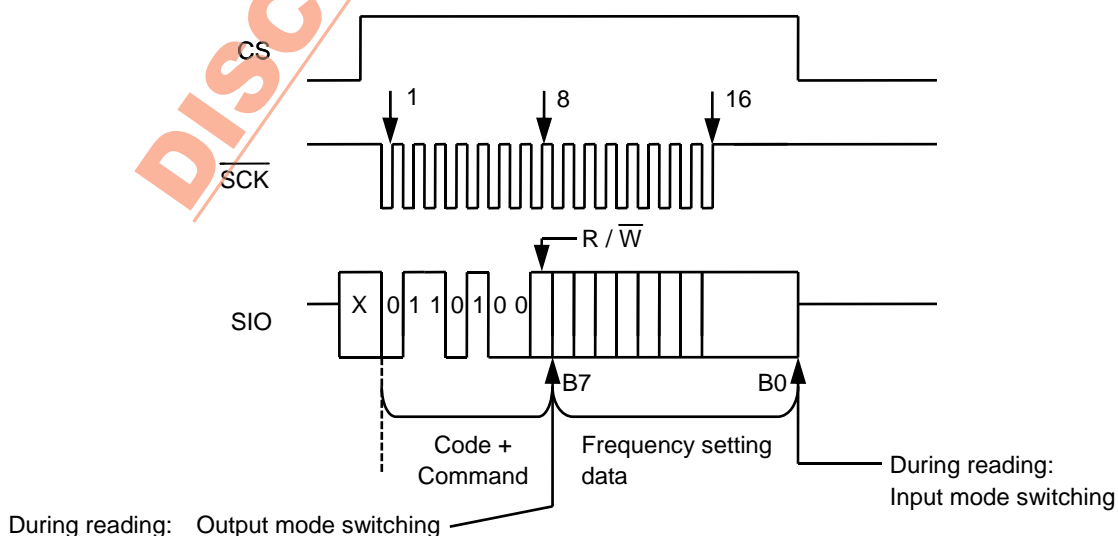 CS
DISC
1
8
16
SCK
R / W
SIO
X 0 1 1 0 1 0 0
B7
B0
Code +
Command
Frequency setting
data
During reading:
Input mode switching
During reading: Output mode switching